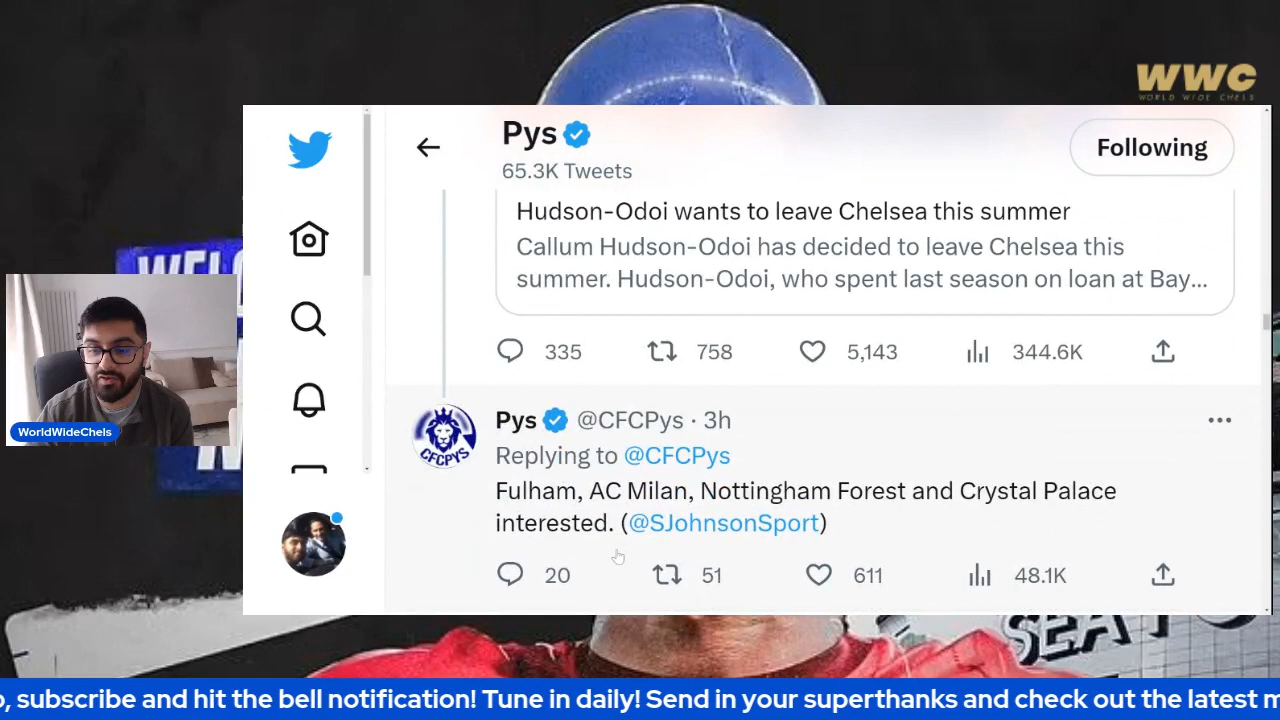 WWC
WORLD WIDE CHELS
Pys
65.3K Tweets
Following
Hudson-Odoi wants to leave Chelsea this summer
Callum Hudson-Odoi has decided to leave Chelsea this
summer. Hudson-Odoi, who spent last season on loan at Bay...
335 758 5,143 344.6K
WorldWideChels
CFCPYS
Pys @CFCPys · 3h
Replying to @CFCPys
Fulham, AC Milan, Nottingham Forest and Crystal Palace
interested. (@SJohnsonSport)
20 51 611 48.1K
, subscribe and hit the bell notification! Tune in daily! Send in your superthanks and check out the latest